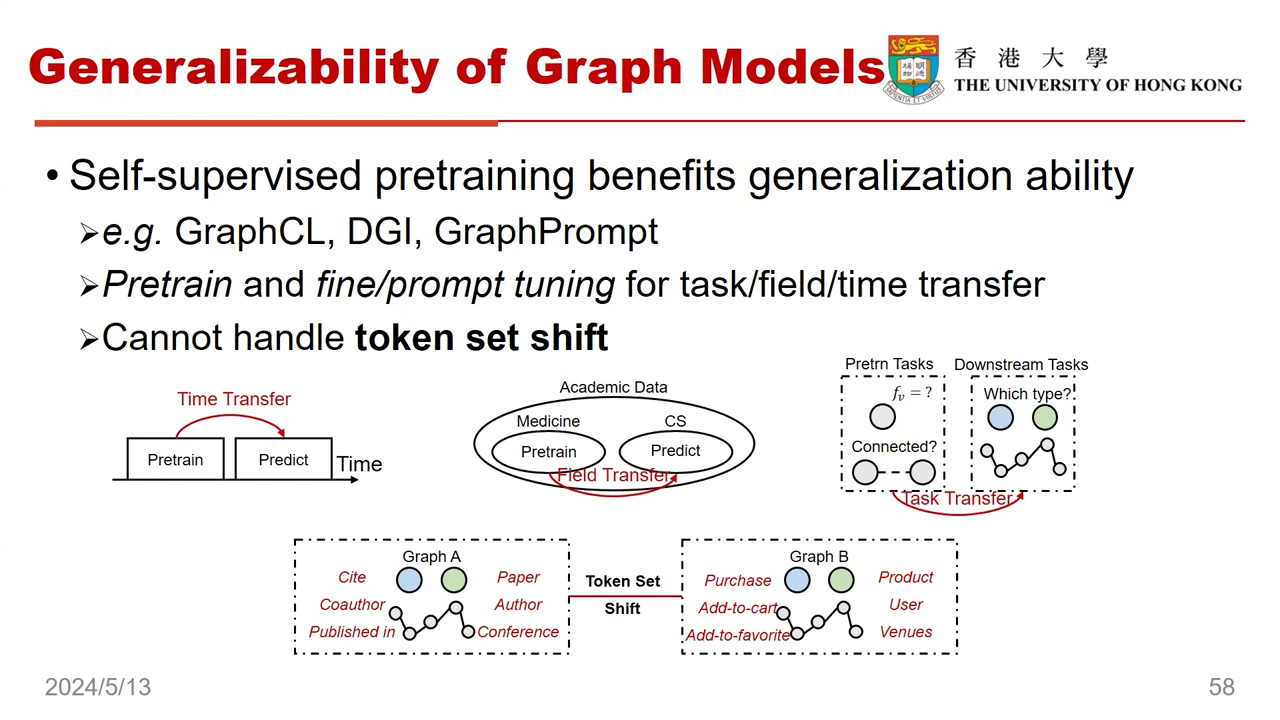 Generalizability of Graph Models
香港大學
THE UNIVERSITY OF HONG KONG
• Self-supervised pretraining benefits generalization ability
➢e.g. GraphCL, DGI, GraphPrompt
➢Pretrain and fine/prompt tuning for task/field/time transfer
➢Cannot handle token set shift
Time Transfer
Pretrain
Predict
Time
Academic Data
Medicine
CS
Pretrain
Predict
Field Transfer
Pretrn Tasks
Downstream Tasks
f_v = ?
Which type?
Connected?
Task Transfer
Graph A
Cite
Paper
Coauthor
Author
Published in
Conference
Token Set
Shift
Graph B
Purchase
Product
Add-to-cart
User
Add-to-favorite
Venues
2024/5/13
58